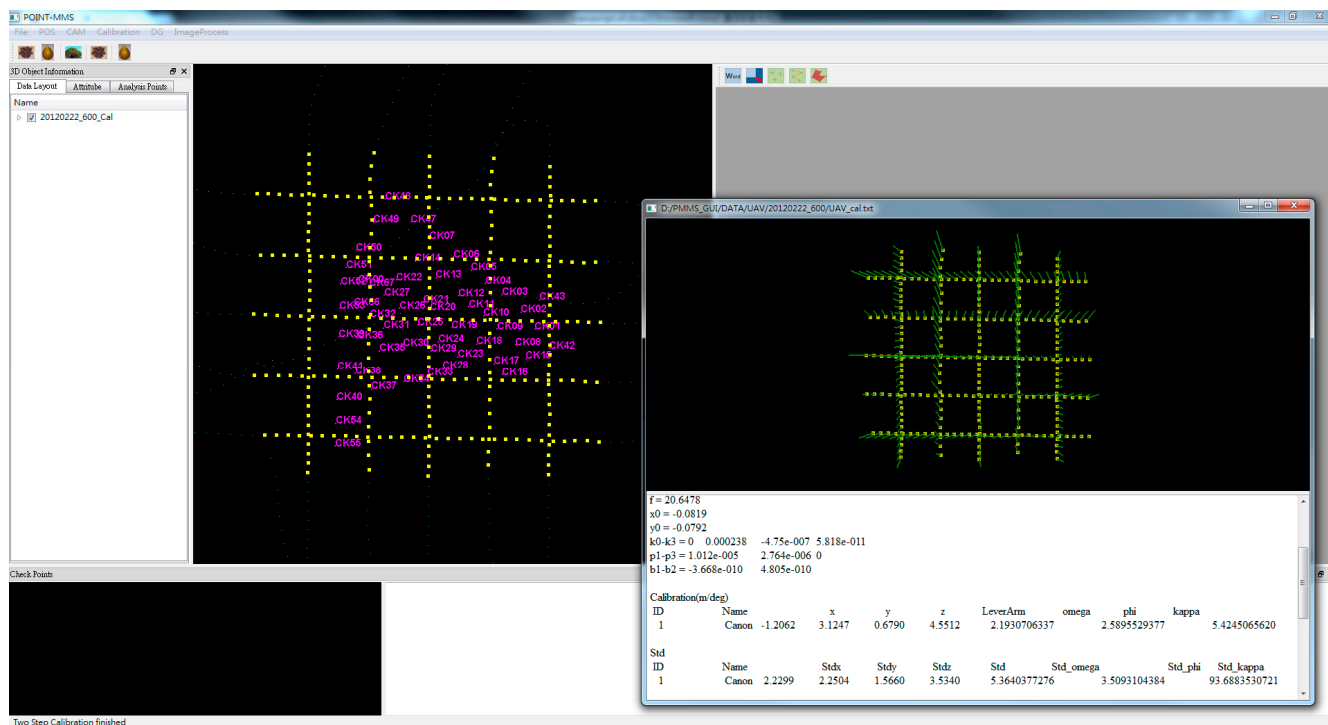 POINT-MMS
File POS CAM Calibration DG ImageProcess
3D Object Information
Data Layout Attritube Analysis Points
Name
20120222_600_Cal
Word
CK48
CK49 CK47
CK07
CK50
CK14 CK06
CK51 CK05
CK22 CK13 CK04
CK57
CK27 CK21 CK12 CK03 CK43
CK26 CK20 CK11 CK02
CK32 CK10
CK31 CK25 CK19 CK09 CK01
CK30 CK24 CK18 CK08 CK42
CK35 CK29 CK23 CK15
CK28 CK17
CK41 CK33 CK16
CK37
CK40
CK54
CK55
D:/PMMS_GUI/DATA/UAV/20120222_600/UAV_cal.txt
f = 20.6478
x0 = -0.0819
y0 = -0.0792
k0-k3 = 0 0.000238 -4.75e-007 5.818e-011
p1-p3 = 1.012e-005 2.764e-006 0
b1-b2 = -3.668e-010 4.805e-010
Calibration(m/deg)
ID Name x y z LeverArm omega phi kappa
1 Canon -1.2062 3.1247 0.6790 4.5512 2.1930706337 2.5895529377 5.4245065620
Std
ID Name Stdx Stdy Stdz Std Std_omega Std_phi Std_kappa
1 Canon 2.2299 2.2504 1.5660 3.5340 5.3640377276 3.5093104384 93.6883530721
Check Points
Two Step Calibration finished